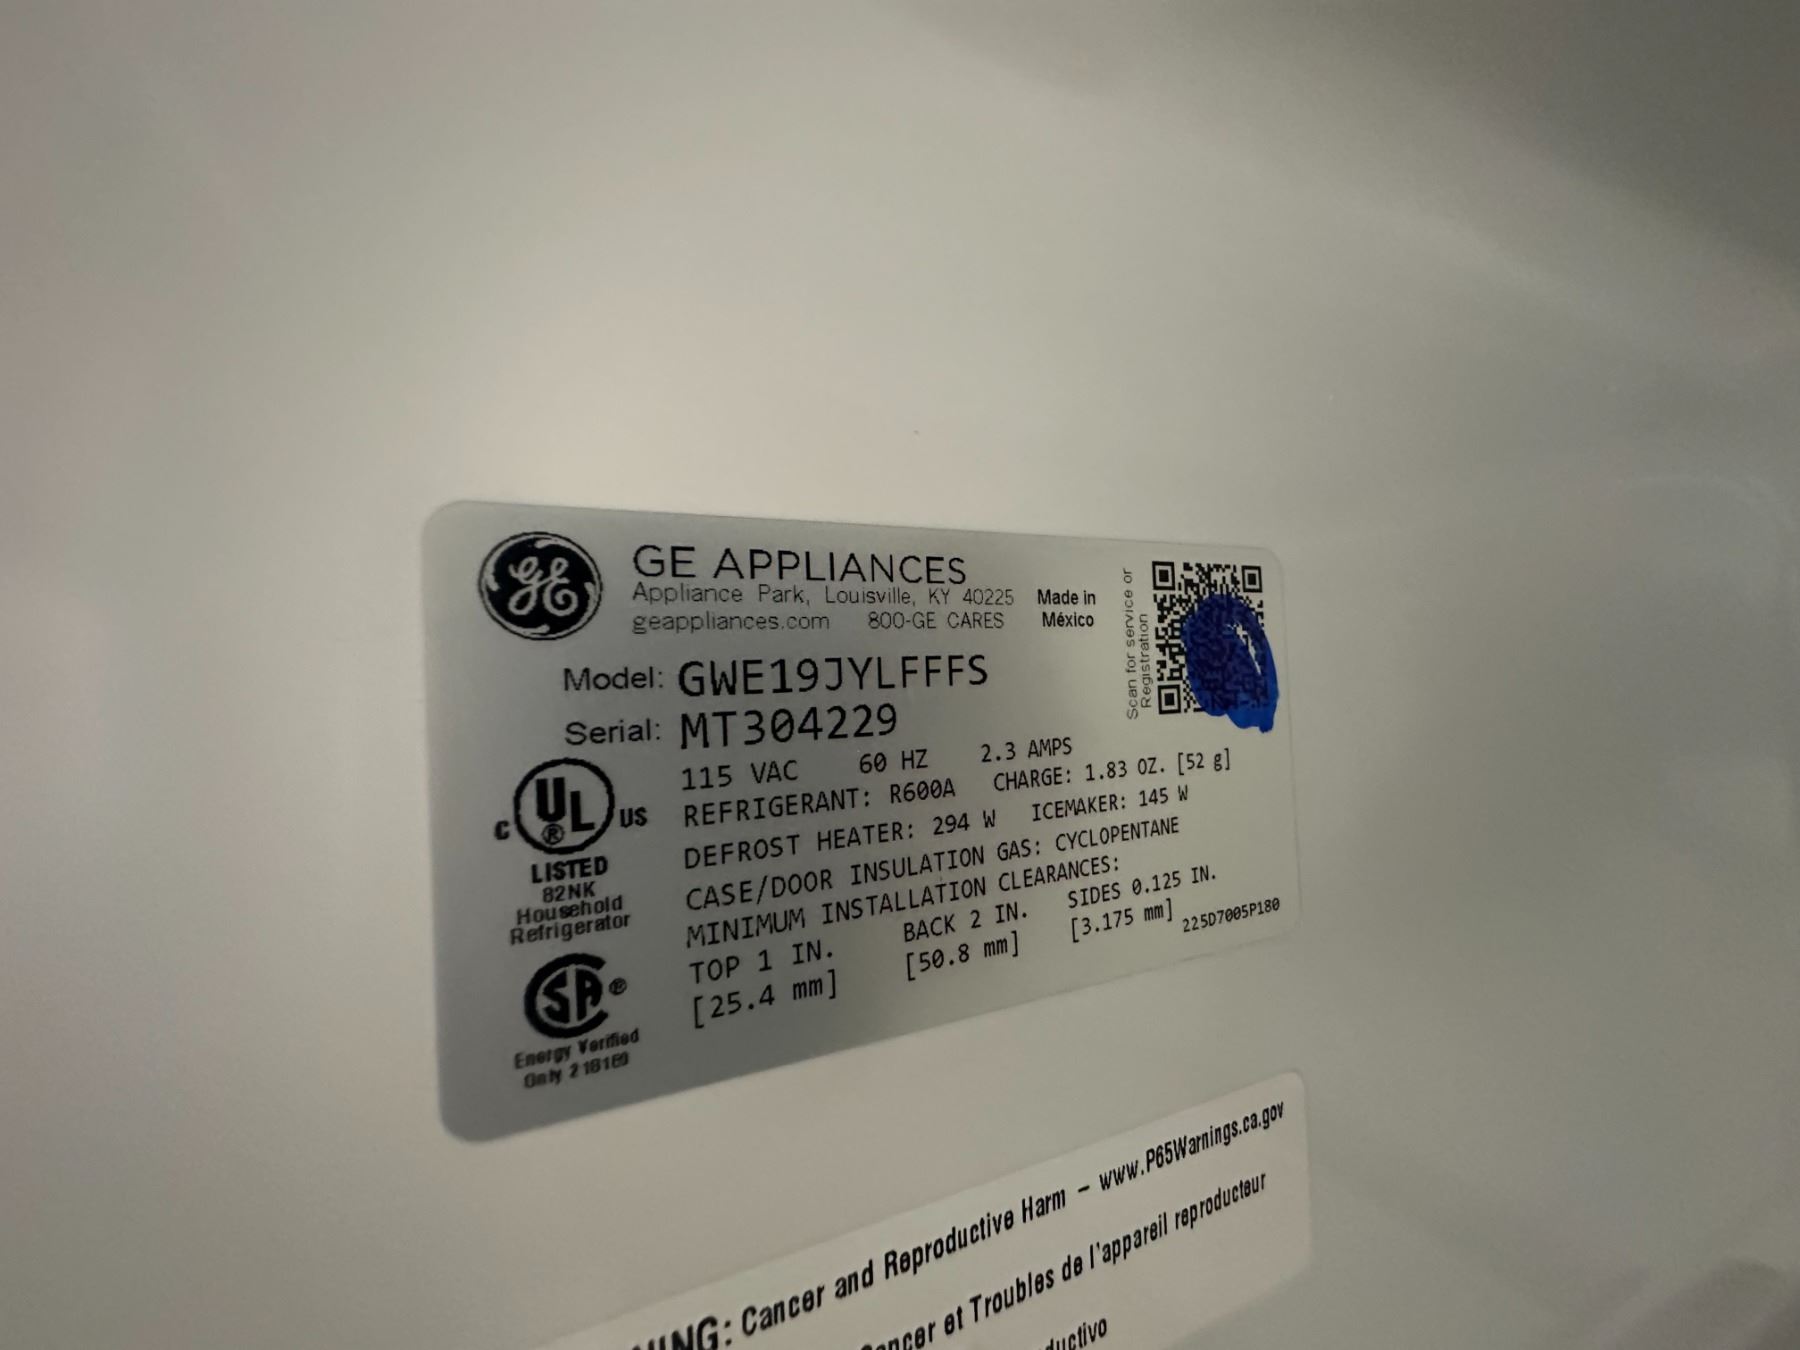 GE
GE APPLIANCES
Appliance Park, Louisville, KY 40225
geappliances.com 800-GE CARES
Made in
México
Scan for service or
Registration
Model: GWE19JYLFFFS
Serial: MT304229
115 VAC 60 HZ 2.3 AMPS
REFRIGERANT: R600A CHARGE: 1.83 OZ. [52 g]
DEFROST HEATER: 294 W ICEMAKER: 145 W
CASE/DOOR INSULATION GAS: CYCLOPENTANE
MINIMUM INSTALLATION CLEARANCES:
TOP 1 IN. BACK 2 IN. SIDES 0.125 IN.
[25.4 mm] [50.8 mm] [3.175 mm]
225D7005P180
C UL ® US
LISTED
82NK
Household
Refrigerator
SA ®
Energy Verified
Only
NING: Cancer and Reproductive Harm – www.P65Warnings.ca.gov
ancer et Troubles de l'appareil reproducteur
ductivo